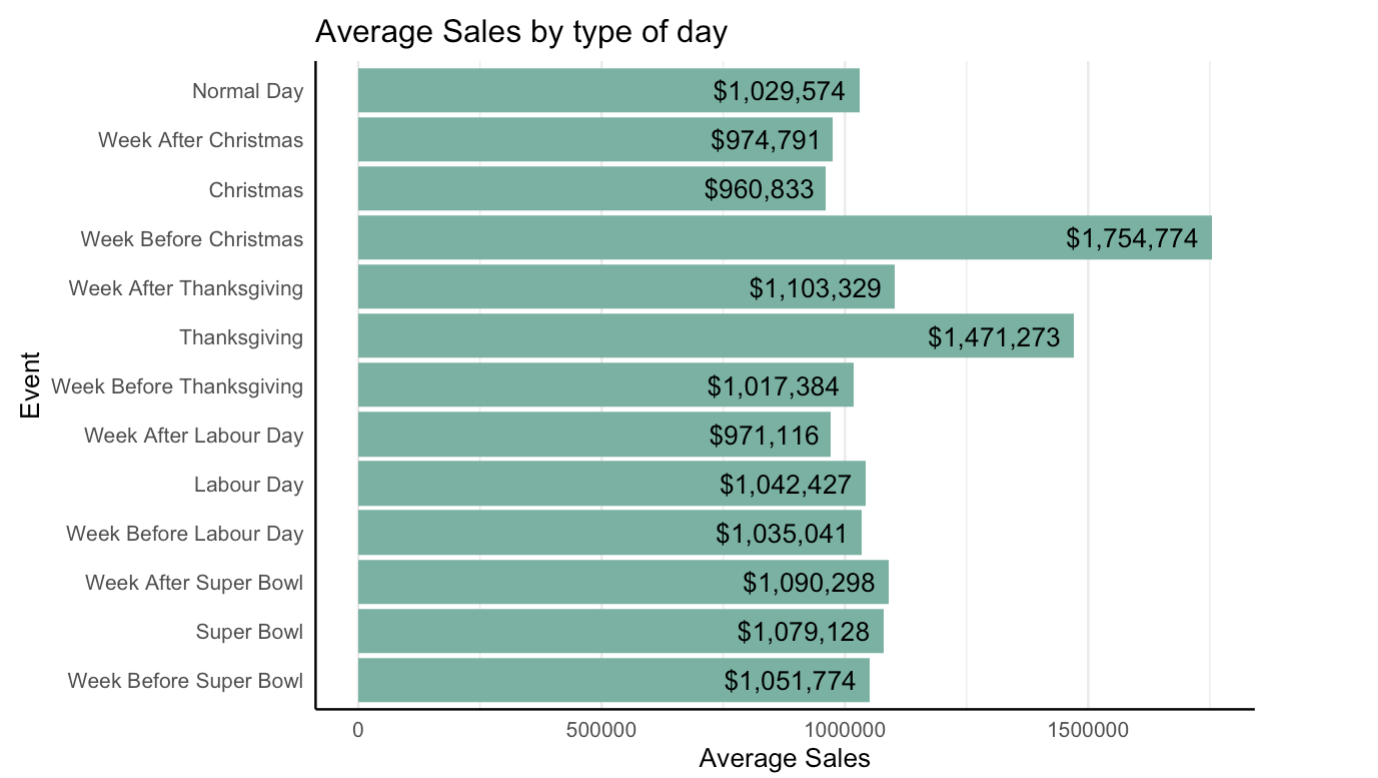 Average Sales by type of day
Normal Day $1,029,574
Week After Christmas $974,791
Christmas $960,833
Week Before Christmas $1,754,774
Week After Thanksgiving $1,103,329
Thanksgiving $1,471,273
Week Before Thanksgiving $1,017,384
Week After Labour Day $971,116
Labour Day $1,042,427
Week Before Labour Day $1,035,041
Week After Super Bowl $1,090,298
Super Bowl $1,079,128
Week Before Super Bowl $1,051,774
Event
0 500000 1000000 1500000
Average Sales